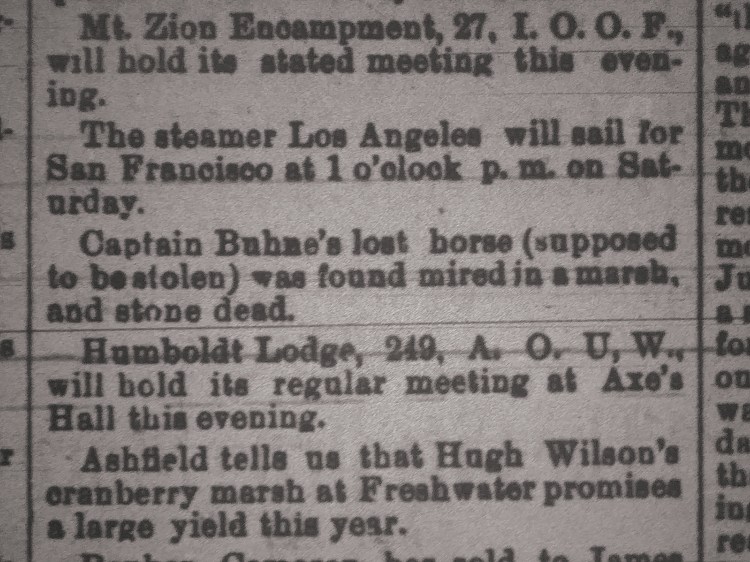 Mt. Zion Encampment, 27, I. O. O. F.,
will hold its stated meeting this even-
ing.
The steamer Los Angeles will sail for
San Francisco at 1 o'clock p. m. on Sat-
urday.
Captain Buhne's lost horse (supposed
to be stolen) was found mired in a marsh,
and stone dead.
Humboldt Lodge, 249, A. O. U, W.,
will hold its regular meeting at Axe's
Hall this evening.
Ashfield tells us that Hugh Wilson's
cranberry marsh at Freshwater promises
a large yield this year.